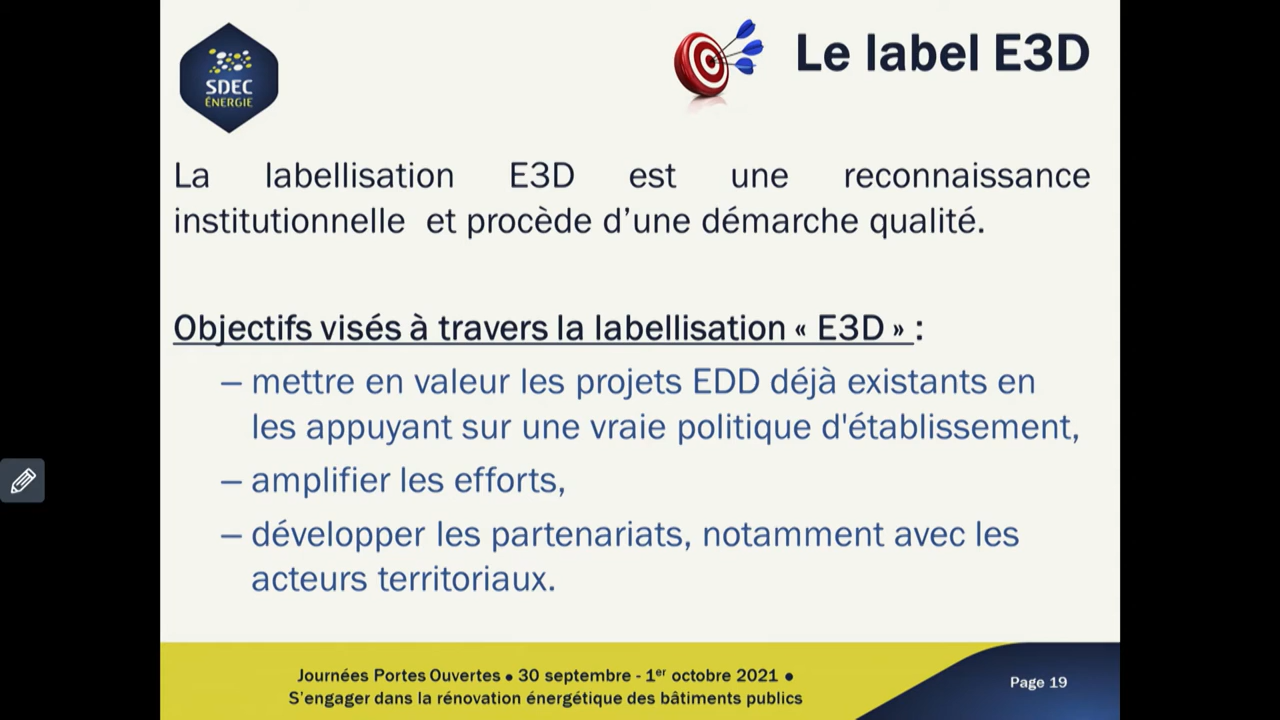 SDEC
ÉNERGIE
Le label E3D
La labellisation E3D est une reconnaissance
institutionnelle et procède d’une démarche qualité.
Objectifs visés à travers la labellisation « E3D » :
– mettre en valeur les projets EDD déjà existants en
les appuyant sur une vraie politique d'établissement,
– amplifier les efforts,
– développer les partenariats, notamment avec les
acteurs territoriaux.
Journées Portes Ouvertes • 30 septembre - 1er octobre 2021 •
S’engager dans la rénovation énergétique des bâtiments publics
Page 19